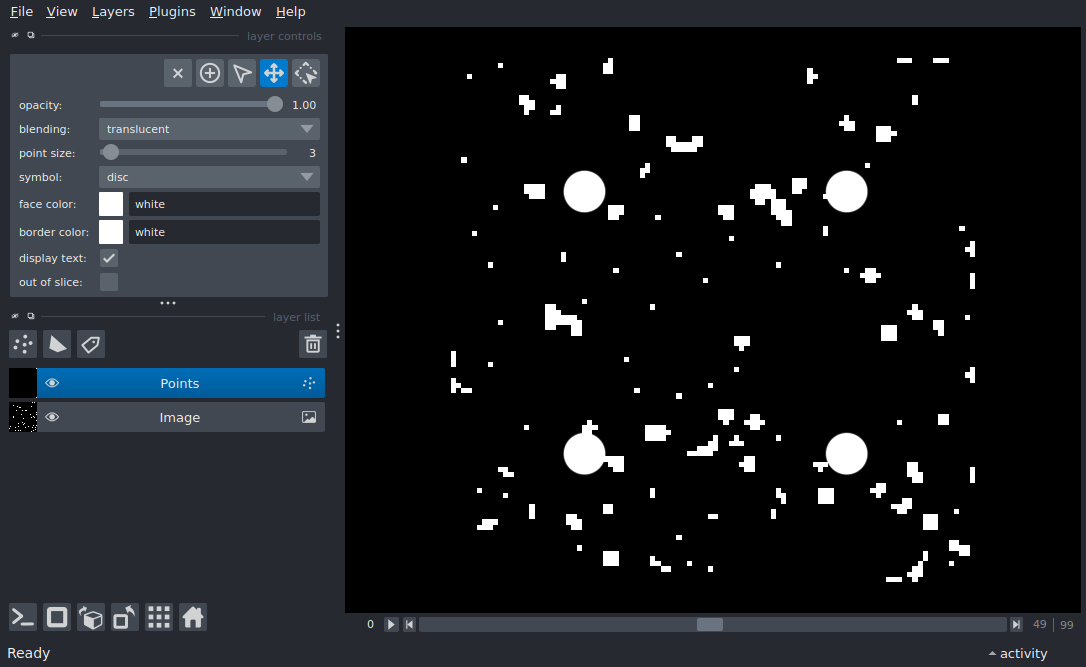 File View Layers Plugins Window Help
layer controls
opacity: 1.00
blending: translucent
point size: 3
symbol: disc
face color: white
border color: white
display text:
out of slice:
layer list
Points
Image
0 49 99
Ready activity